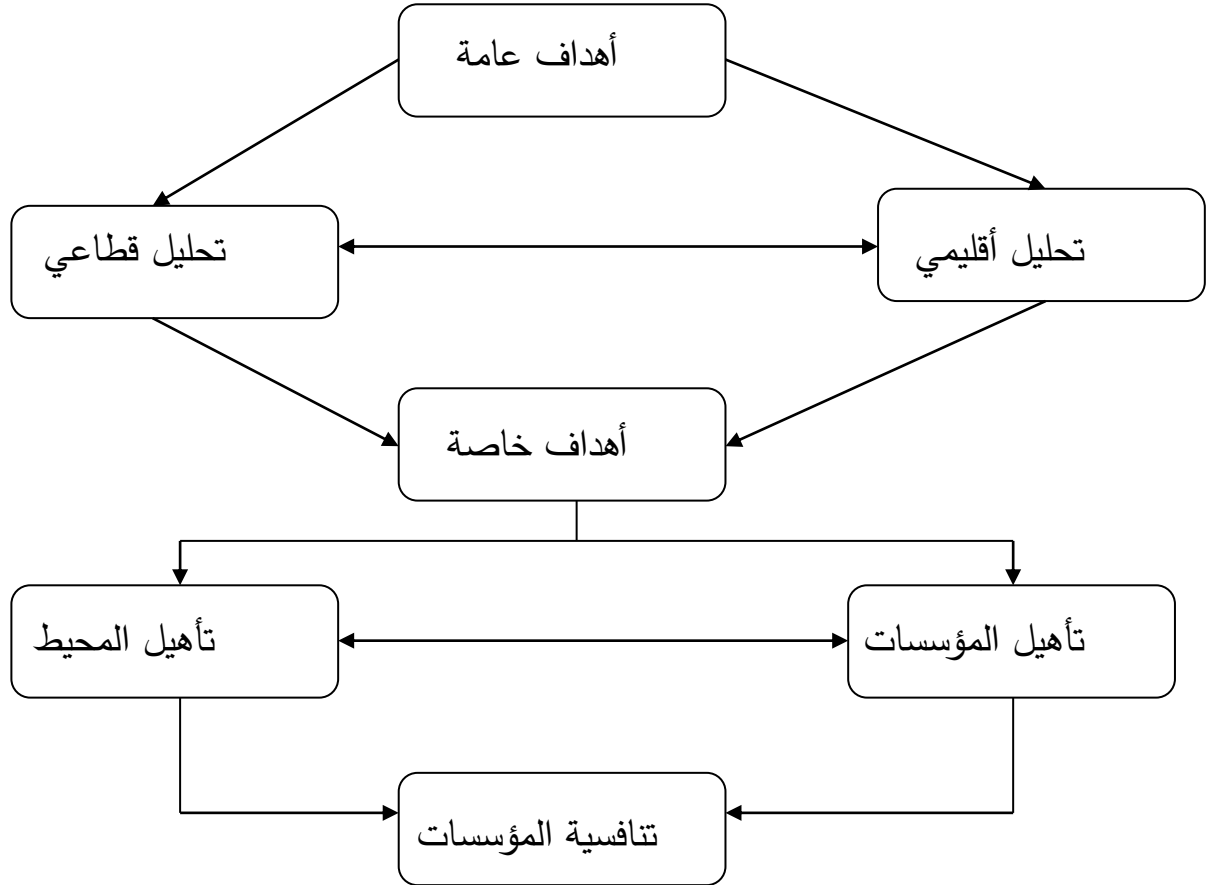 أهداف عامة
تحليل أقليمي
تحليل قطاعي
أهداف خاصة
تأهيل المؤسسات
تأهيل المحيط
تنافسية المؤسسات